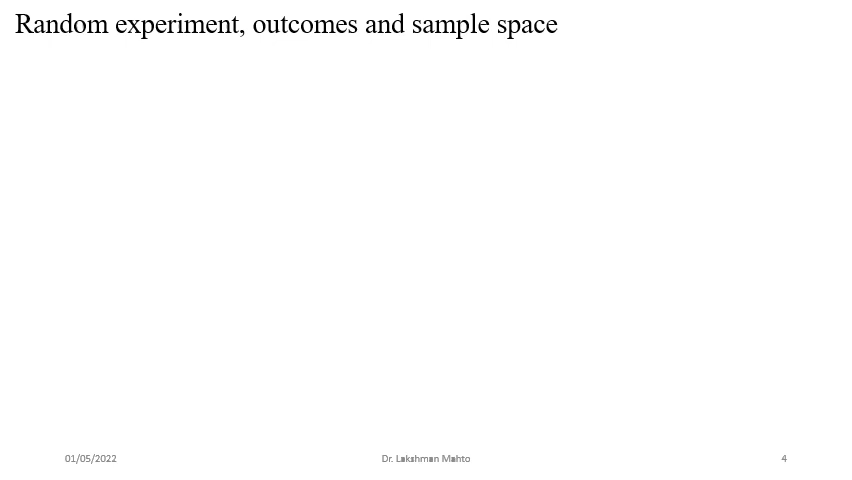 Random experiment, outcomes and sample space
01/05/2022
Dr. Lakshman Mahto
4